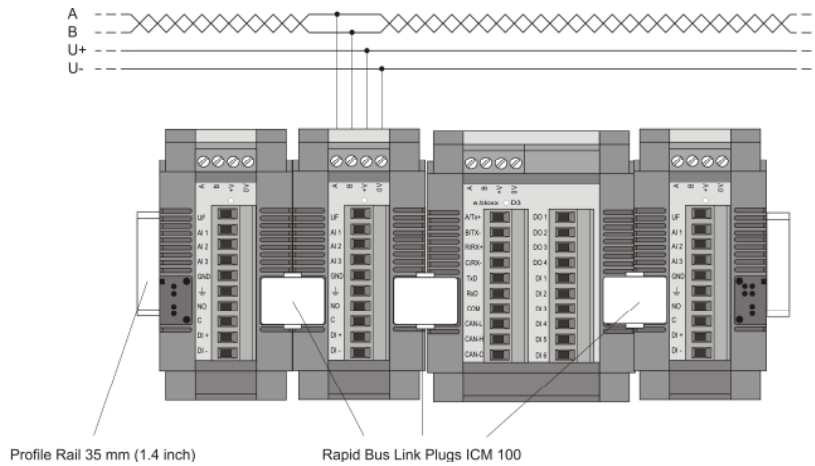 A
B
U+
U-
A B +V 0V
UF
AI 1
AI 2
AI 3
GND
NO
C
DI +
DI -
A B +V 0V
UF
AI 1
AI 2
AI 3
GND
NO
C
DI +
DI -
A B +V 0V
e.bloxx D3
A/Tx+ DO 1
B/TX- DO 2
R/RX+ DO 3
C/RX- DO 4
TxD DI 1
RxD DI 2
COM DI 3
CAN-L DI 4
CAN-H DI 5
CAN-C DI 6
A B +V 0V
UF
AI 1
AI 2
AI 3
GND
NO
C
DI +
DI -
Profile Rail 35 mm (1.4 inch)
Rapid Bus Link Plugs ICM 100